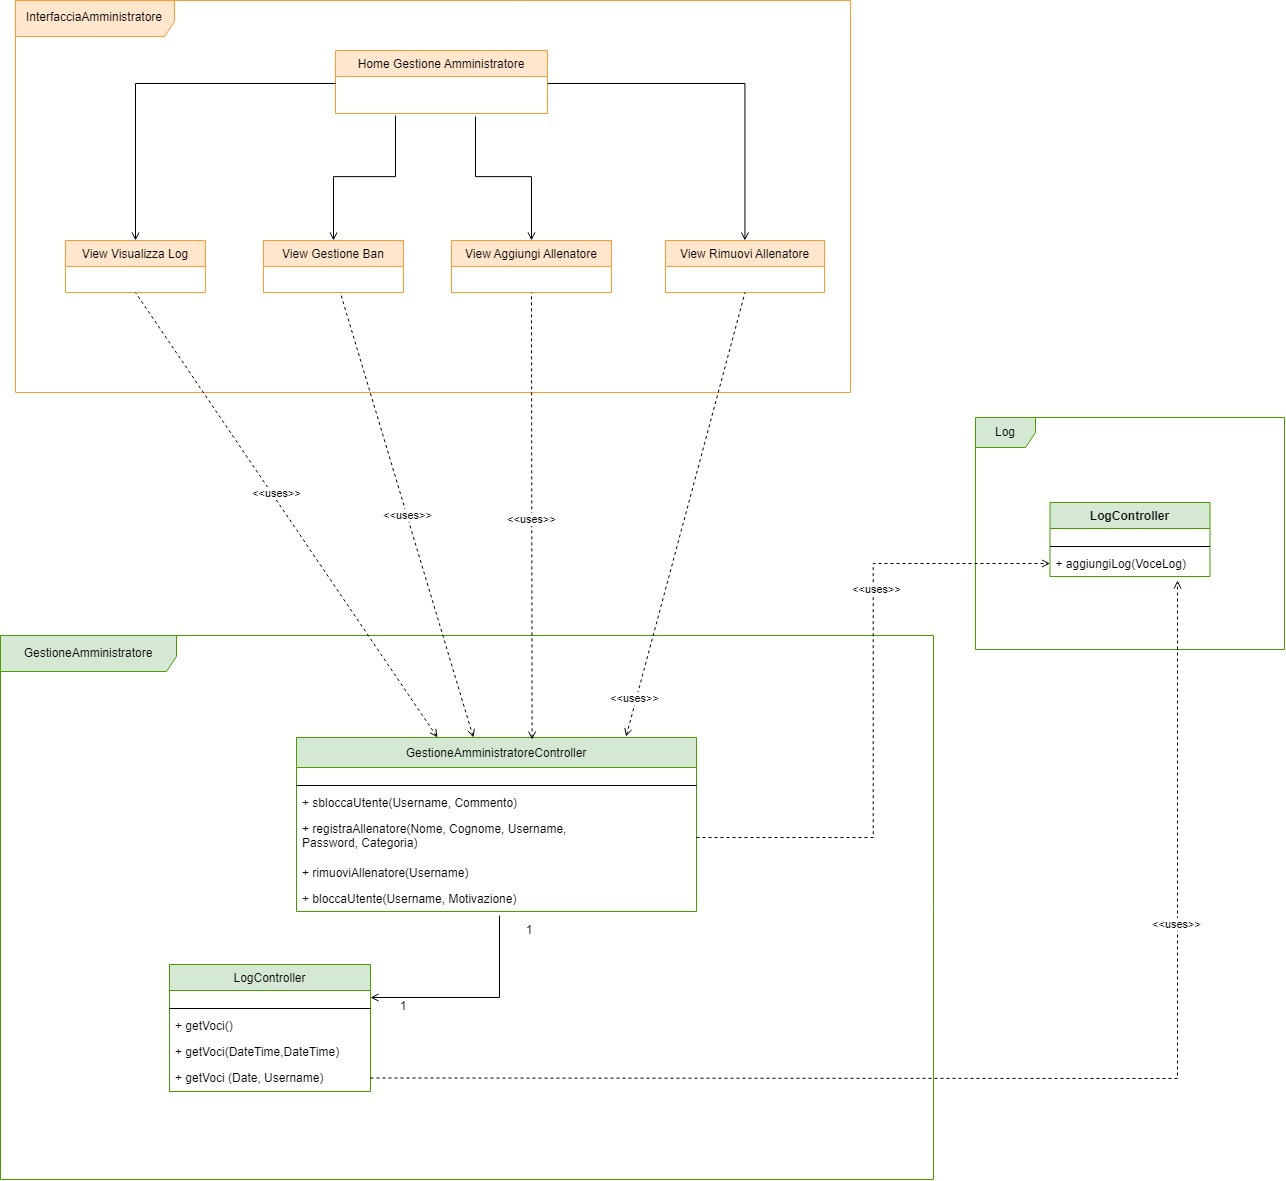 InterfacciaAmministratore
Home Gestione Amministratore
View Visualizza Log
View Gestione Ban
View Aggiungi Allenatore
View Rimuovi Allenatore
Log
LogController
+ aggiungiLog(VoceLog)
<<uses>>
<<uses>>
<<uses>>
<<uses>>
<<uses>>
GestioneAmministratore
GestioneAmministratoreController
+ sbloccaUtente(Username, Commento)
+ registraAllenatore(Nome, Cognome, Username,
Password, Categoria)
+ rimuoviAllenatore(Username)
+ bloccaUtente(Username, Motivazione)
1
<<uses>>
LogController
1
+ getVoci()
+ getVoci(DateTime,DateTime)
+ getVoci (Date, Username)